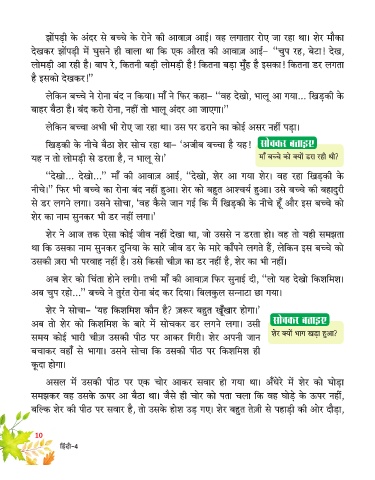 झोंपड़ी के अंदर से बच्चे के रोने की आवाज़ आई। वह लगातार रोए जा रहा था। शेर मौका
देखकर झोंपड़ी में घुसने ही वाला था कि एक औरत की आवाज़ आई– “चुप रह, बेटा! देख,
लोमड़ी आ रही है। बाप रे, कितनी बड़ी लोमड़ी है! कितना बड़ा मुँह है इसका! कितना डर लगता
है इसको देखकर!”
लेकिन बच्चे ने रोना बंद न किया। माँ ने फिर कहा– “वह देखो, भालू आ गया... खिड़की के
बाहर बैठा है। बंद करो रोना, नहीं तो भालू अंदर आ जाएगा।”
लेकिन बच्चा अभी भी रोए जा रहा था। उस पर डराने का कोई असर नहीं पड़ा।
खिड़की के नीचे बैठा शेर सोच रहा था– ‘अजीब बच्चा है यह!
यह न तो लोमड़ी से डरता है, न भालू से।’
सोचकर बताइए
माँ बच्चे को क्यों डरा रही थी?
“देखो... देखो...” माँ की आवाज़ आई, “देखो, शेर आ गया शेर। वह रहा खिड़की के
नीचे।” फिर भी बच्चे का रोना बंद नहीं हुआ। शेर को बहुत आश्चर्य हुआ। उसे बच्चे की बहादुरी
से डर लगने लगा। उसने सोचा, ‘वह कैसे जान गई कि मैं खिड़की के नीचे हूँ और इस बच्चे को
शेर का नाम सुनकर भी डर नहीं लगा।’
शेर ने आज तक ऐसा कोई जीव नहीं देखा था, जो उससे न डरता हो। वह तो यही समझता
था कि उसका नाम सुनकर दुनिया के सारे जीव डर के मारे काँपने लगते हैं, लेकिन इस बच्चे को
उसकी ज़रा भी परवाह नहीं है। उसे किसी चीज़ का डर नहीं है, शेर का भी नहीं।
अब शेर को चिंता होने लगी। तभी माँ की आवाज़ फिर सुनाई दी, “लो यह देखो किशमिश।
अब चुप रहो...” बच्चे ने तुरंत रोना बंद कर दिया। बिलकुल सन्नाटा छा गया।
शेर ने सोचा– ‘यह किशमिश कौन है? ज़रूर बहुत खूँखार होगा।’
अब तो शेर को किशमिश के बारे में सोचकर डर लगने लगा। उसी
समय कोई भारी चीज़ उसकी पीठ पर आकर गिरी। शेर अपनी जान
बचाकर वहाँ से भागा। उसने सोचा कि उसकी पीठ पर किशमिश ही
कूदा होगा।
सोचकर बताइए
शेर क्यों भाग खड़ा हुआ?
असल में उसकी पीठ पर एक चोर आकर सवार हो गया था। अँधेरे में शेर को घोड़ा
समझकर वह उसके ऊपर आ बैठा था। जैसे ही चोर को पता चला कि वह घोड़े के ऊपर नहीं,
बल्कि शेर की पीठ पर सवार है, तो उसके होश उड़ गए। शेर बहुत तेज़ी से पहाड़ी की ओर दौड़ा,
10
हिंदी-4